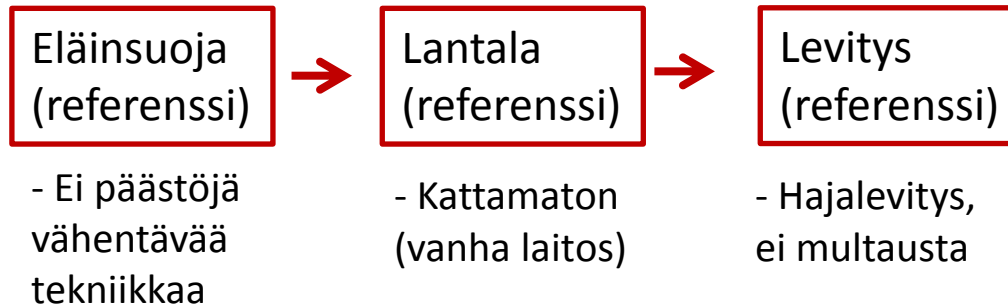 Eläinsuoja
(referenssi)
- Ei päästöjä
vähentävää
tekniikkaa
Lantala
(referenssi)
- Kattamaton
(vanha laitos)
Levitys
(referenssi)
- Hajalevitys,
ei multausta